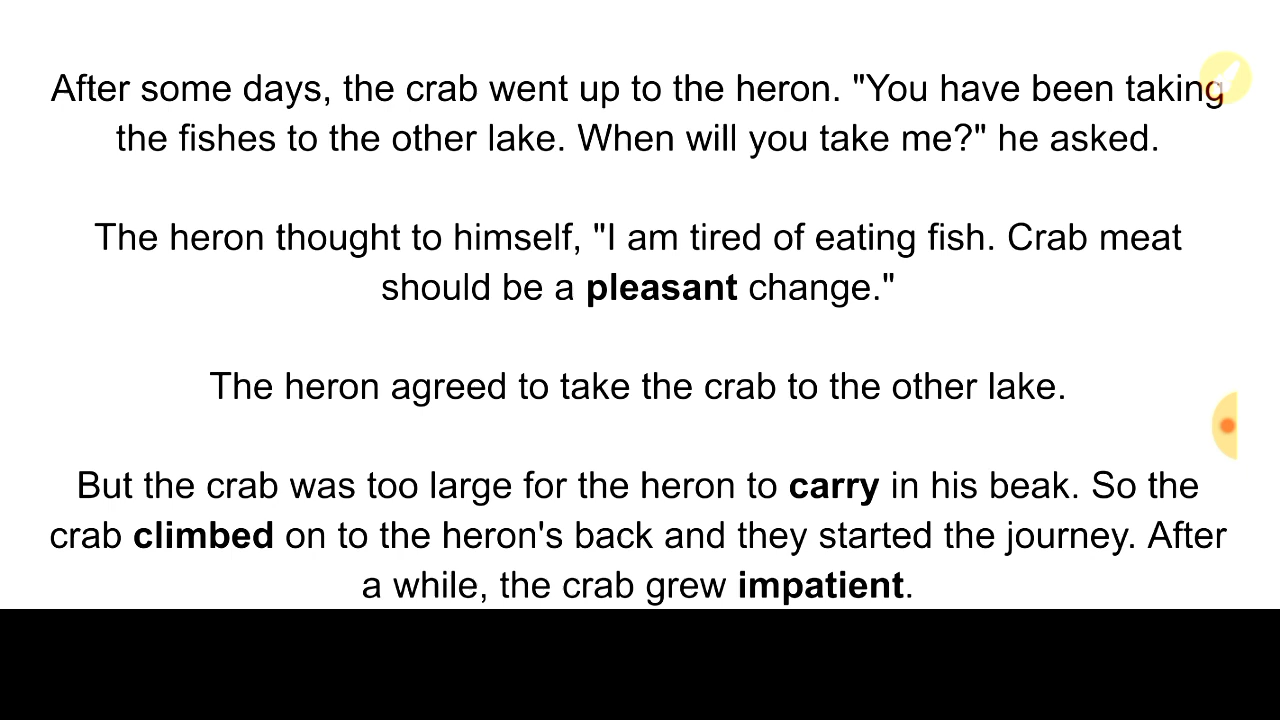 After some days, the crab went up to the heron. "You have been taking
the fishes to the other lake. When will you take me?" he asked.
The heron thought to himself, "I am tired of eating fish. Crab meat
should be a pleasant change."
The heron agreed to take the crab to the other lake.
But the crab was too large for the heron to carry in his beak. So the
crab climbed on to the heron's back and they started the journey. After
a while, the crab grew impatient.